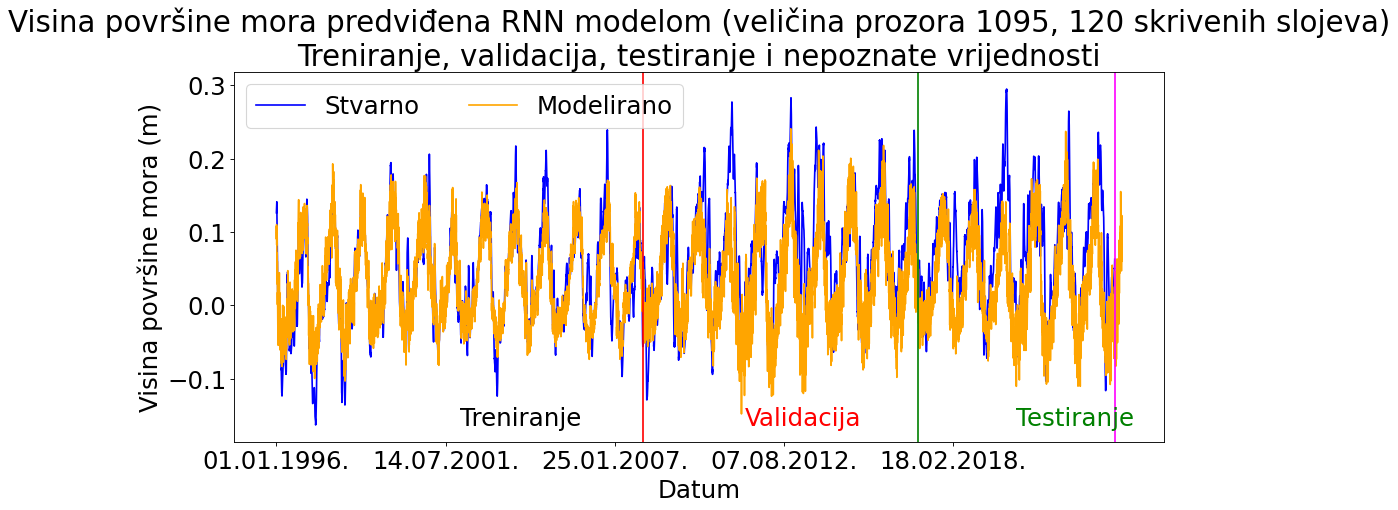 Visina površine mora predviđena RNN modelom (veličina prozora 1095, 120 skrivenih slojeva)
Treniranje, validacija, testiranje i nepoznate vrijednosti
Stvarno Modelirano
Visina površine mora (m)
0.3
0.2
0.1
0.0
−0.1
Treniranje Validacija Testiranje
01.01.1996. 14.07.2001. 25.01.2007. 07.08.2012. 18.02.2018.
Datum